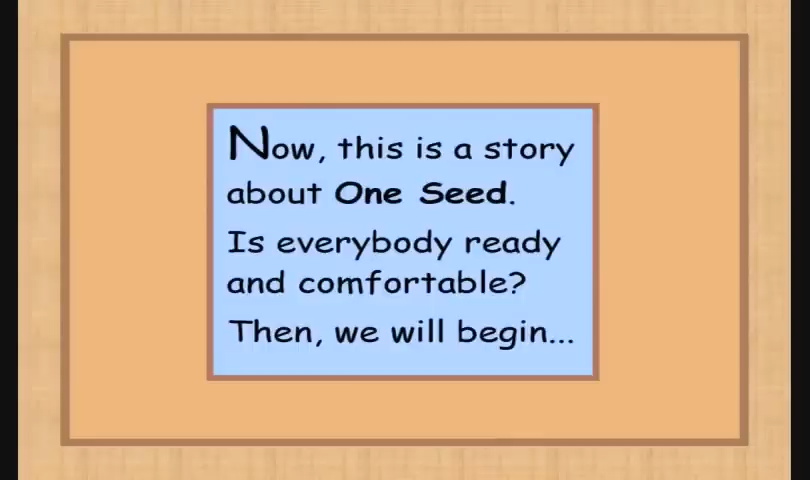 Now, this is a story
about One Seed.
Is everybody ready
and comfortable?
Then, we will begin...